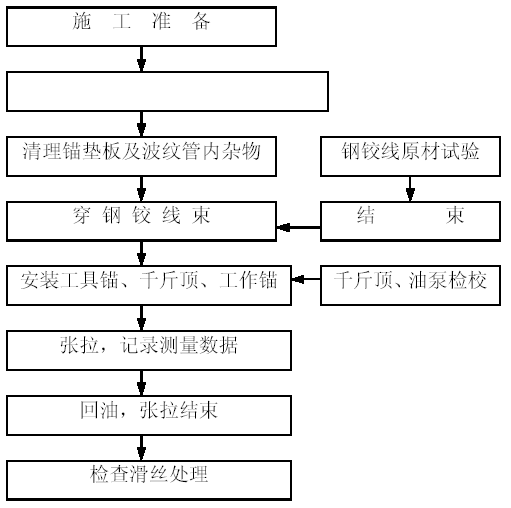 施 工 准 备
清理锚垫板及波纹管内杂物
钢铰线原材试验
穿 钢 铰 线 束
结 束
安装工具锚、千斤顶、工作锚
千斤顶、油泵检校
张拉，记录测量数据
回油，张拉结束
检查滑丝处理